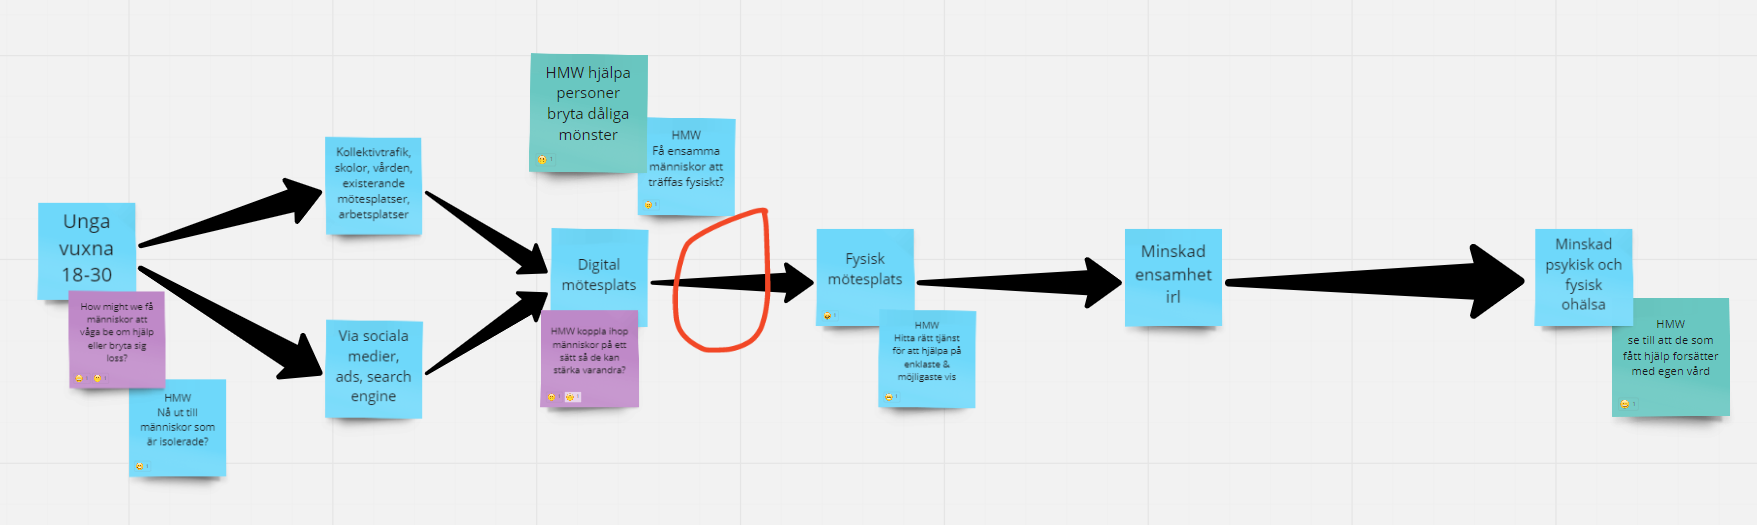 Unga
vuxna
18-30
How might we få
människor att
våga be om hjälp
eller bryta sig
loss?
HMW
Nå ut till
människor som
är isolerade?
Kollektivtrafik,
skolor, vården,
existerande
mötesplatser,
arbetsplatser
Via sociala
medier,
ads, search
engine
HMW hjälpa
personer
bryta dåliga
mönster
HMW
Få ensamma
människor att
träffas fysiskt?
Digital
mötesplats
HMW koppla ihop
människor på ett
sätt så de kan
stärka varandra?
Fysisk
mötesplats
HMW
Hitta rätt tjänst
för att hjälpa på
enklaste &
möjligaste vis
Minskad
ensamhet
irl
Minskad
psykisk och
fysisk
ohälsa
HMW
se till att de som
fått hjälp forsätter
med egen vård